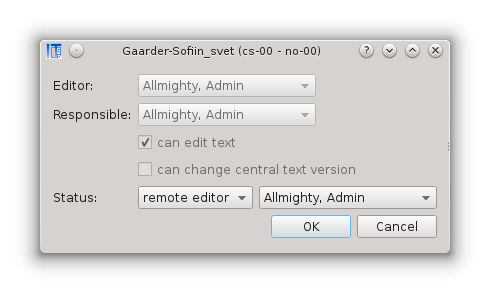 Gaarder-Sofiin_svet (cs-00 - no-00)
Editor: Allmighty, Admin
Responsible: Allmighty, Admin
can edit text
can change central text version
Status: remote editor Allmighty, Admin
OK Cancel